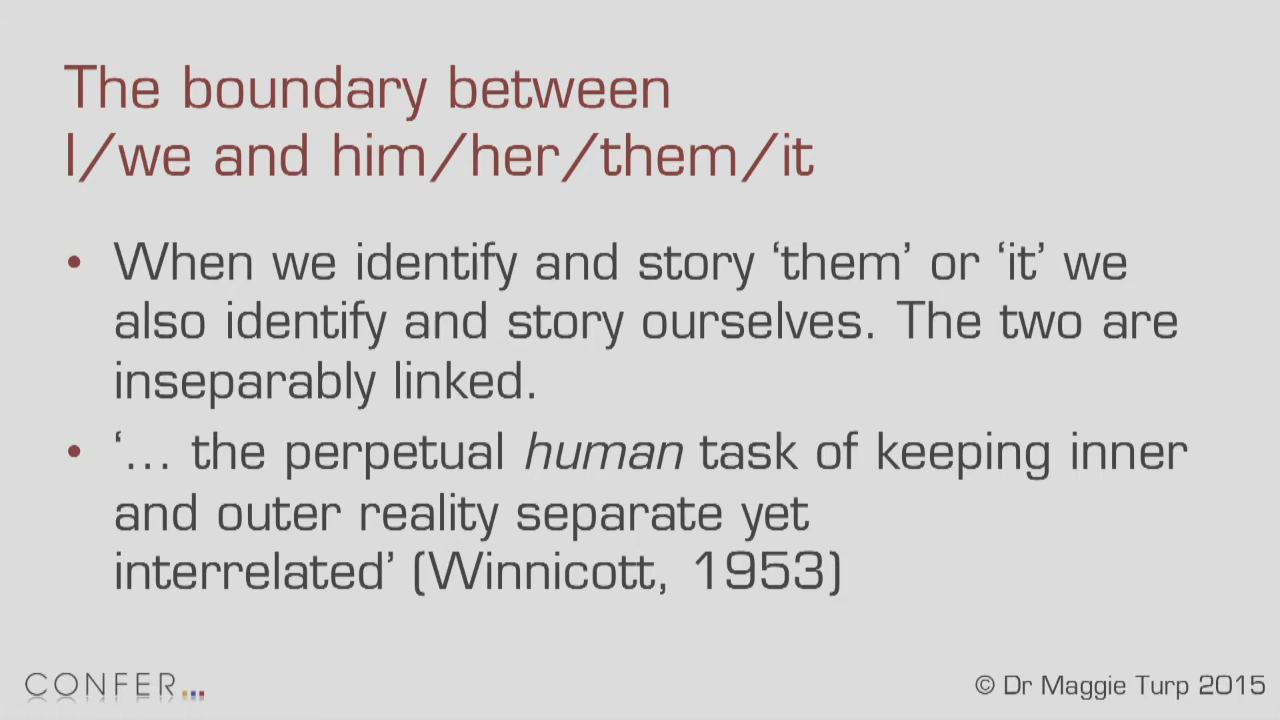 The boundary between
I/we and him/her/them/it
• When we identify and story ‘them’ or ‘it’ we
also identify and story ourselves. The two are
inseparably linked.
• ‘… the perpetual human task of keeping inner
and outer reality separate yet
interrelated’ (Winnicott, 1953)
CONFER...
© Dr Maggie Turp 2015